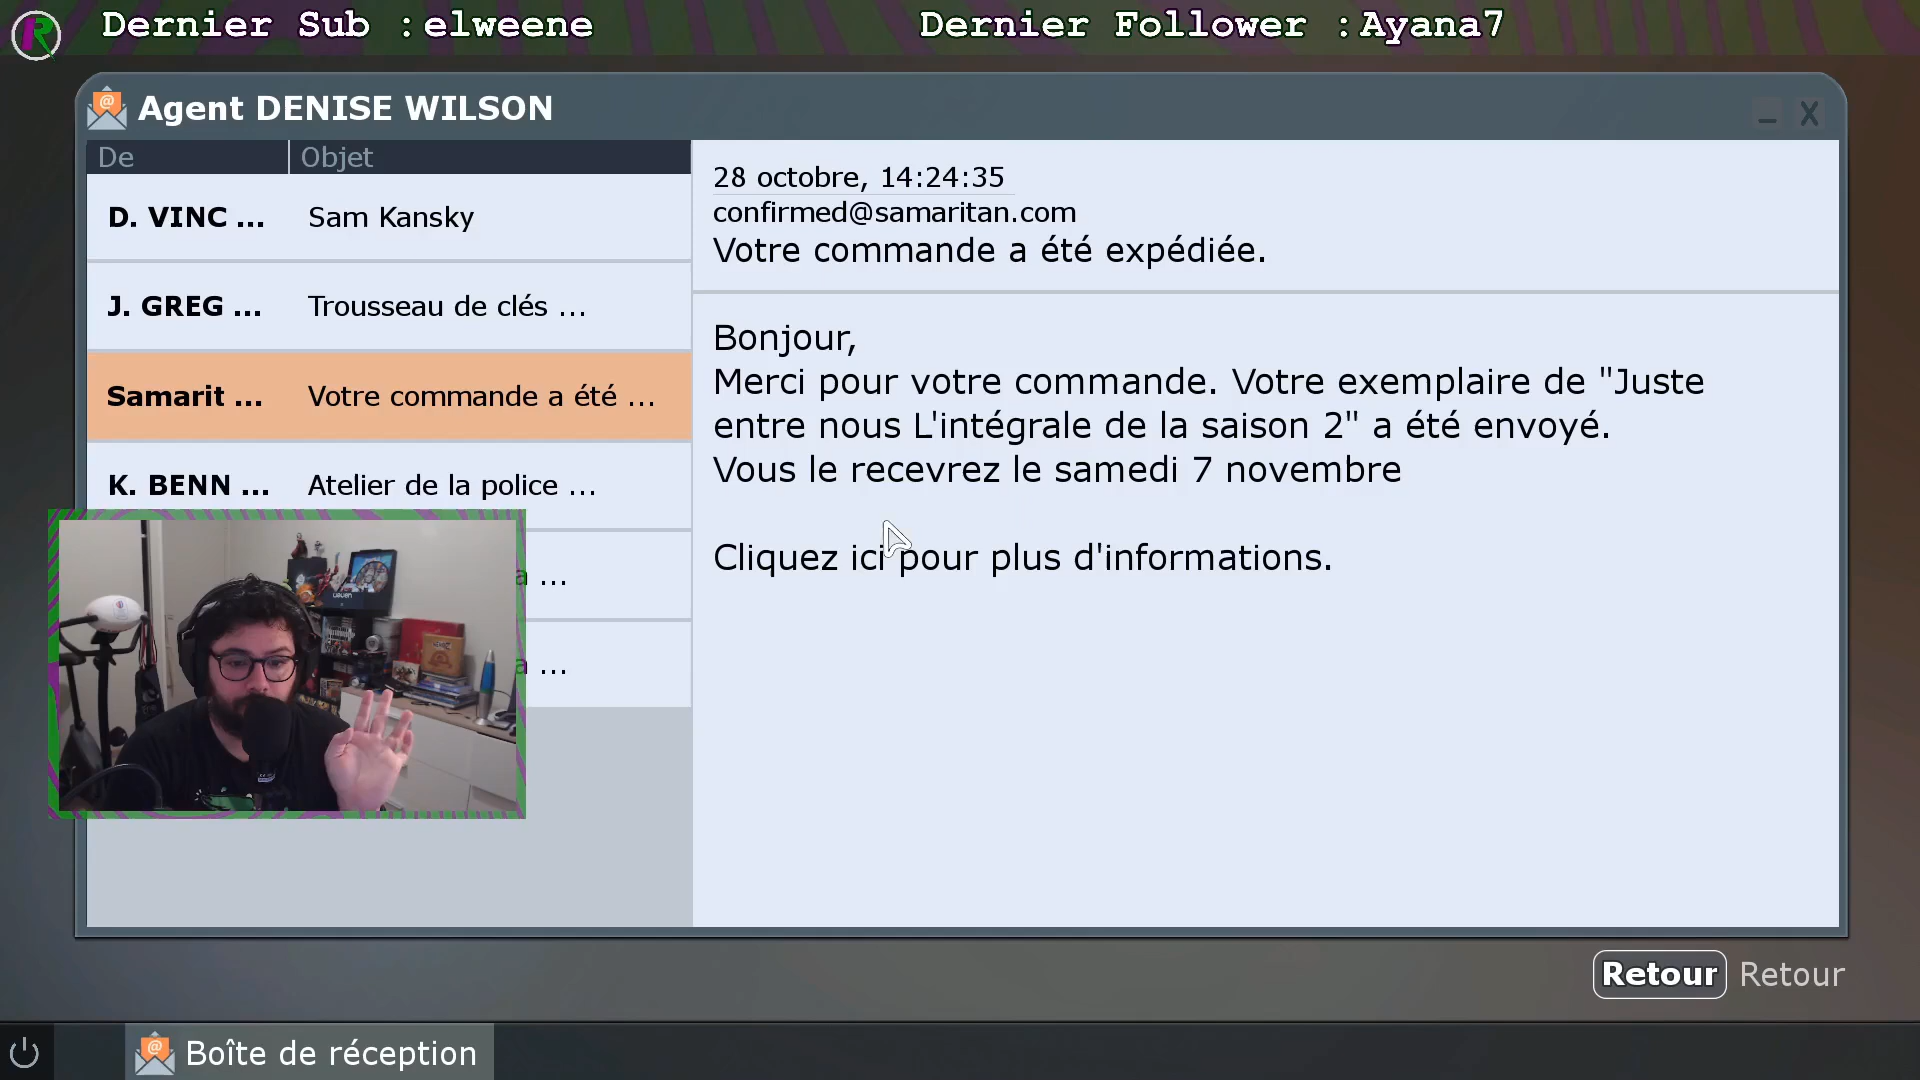 Dernier Sub :elweene
Dernier Follower :Ayana7
Agent DENISE WILSON
De
Objet
D. VINC ...
Sam Kansky
J. GREG ...
Trousseau de clés ...
Samarit ...
Votre commande a été ...
K. BENN ...
Atelier de la police ...
a ...
a ...
28 octobre, 14:24:35
confirmed@samaritan.com
Votre commande a été expédiée.
Bonjour,
Merci pour votre commande. Votre exemplaire de "Juste
entre nous L'intégrale de la saison 2" a été envoyé.
Vous le recevrez le samedi 7 novembre
Cliquez ici pour plus d'informations.
Retour Retour
Boîte de réception